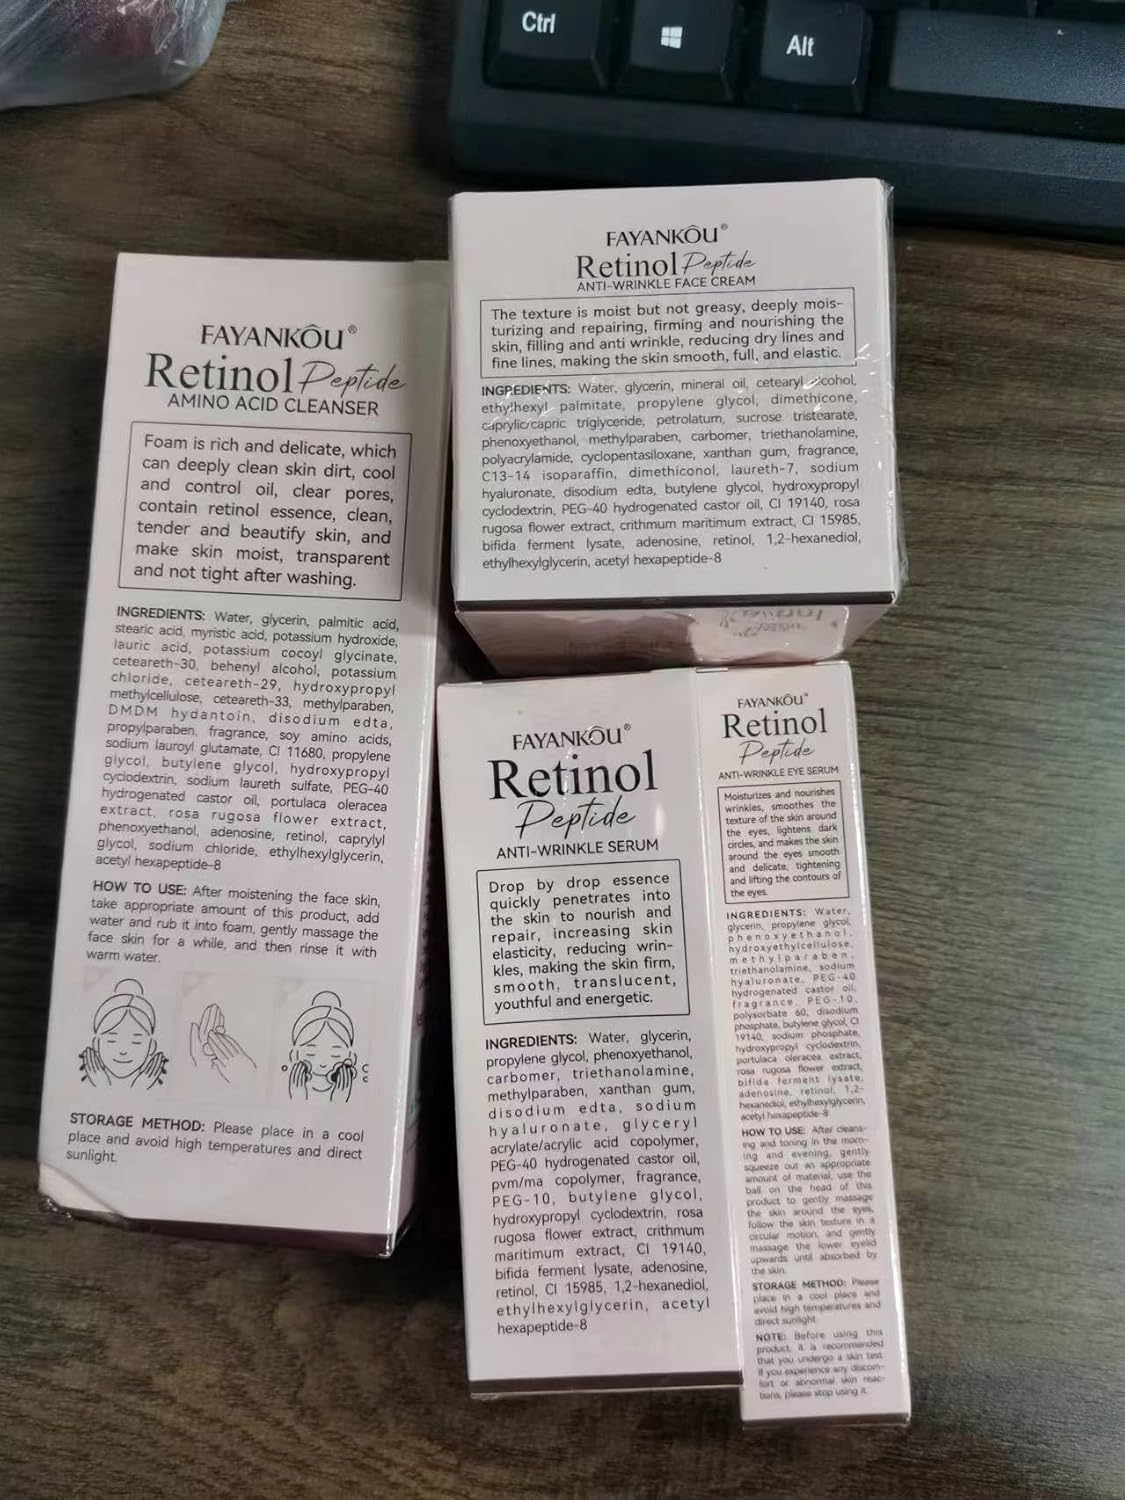 Ctrl
Alt
FAYANKÔU®
Retinol Peptide
ANTI-WRINKLE FACE CREAM
The texture is moist but not greasy, deeply mois-
turizing and repairing, firming and nourishing the
skin, filling and anti wrinkle, reducing dry lines and
fine lines, making the skin smooth, full, and elastic.
INGREDIENTS: Water, glycerin, mineral oil, cetearyl alcohol,
ethylhexyl palmitate, propylene glycol, dimethicone,
caprylic/capric triglyceride, petrolatum, sucrose tristearate,
phenoxyethanol, methylparaben, carbomer, triethanolamine,
polyacrylamide, cyclopentasiloxane, xanthan gum, fragrance,
C13-14 isoparaffin, dimethiconol, laureth-7, sodium
hyaluronate, disodium edta, butylene glycol, hydroxypropyl
cyclodextrin, PEG-40 hydrogenated castor oil, CI 19140, rosa
rugosa flower extract, crithmum maritimum extract, CI 15985,
bifida ferment lysate, adenosine, retinol, 1,2-hexanediol,
ethylhexylglycerin, acetyl hexapeptide-8
FAYANKÔU®
Retinol Peptide
AMINO ACID CLEANSER
Foam is rich and delicate, which
can deeply clean skin dirt, cool
and control oil, clear pores,
contain retinol essence, clean,
tender and beautify skin, and
make skin moist, transparent
and not tight after washing.
INGREDIENTS: Water, glycerin, palmitic acid,
stearic acid, myristic acid, potassium hydroxide,
lauric acid, potassium cocoyl glycinate,
ceteareth-30, behenyl alcohol, potassium
chloride, ceteareth-29, hydroxypropyl
methylcellulose, ceteareth-33, methylparaben,
DMDM hydantoin, disodium edta,
propylparaben, fragrance, soy amino acids,
sodium lauroyl glutamate, CI 11680, propylene
glycol, butylene glycol, hydroxypropyl
cyclodextrin, sodium laureth sulfate, PEG-40
hydrogenated castor oil, portulaca oleracea
extract, rosa rugosa flower extract,
phenoxyethanol, adenosine, retinol, caprylyl
glycol, sodium chloride, ethylhexylglycerin,
acetyl hexapeptide-8
HOW TO USE: After moistening the face skin,
take appropriate amount of this product, add
water and rub it into foam, gently massage the
face skin for a while, and then rinse it with
warm water.
STORAGE METHOD: Please place in a cool
place and avoid high temperatures and direct
sunlight.
FAYANKÔU®
Retinol
Peptide
ANTI-WRINKLE SERUM
Drop by drop essence
quickly penetrates into
the skin to nourish and
repair, increasing skin
elasticity, reducing wrin-
kles, making the skin firm,
smooth, translucent,
youthful and energetic.
INGREDIENTS: Water, glycerin,
propylene glycol, phenoxyethanol,
carbomer, triethanolamine,
methylparaben, xanthan gum,
disodium edta, sodium
hyaluronate, glyceryl
acrylate/acrylic acid copolymer,
PEG-40 hydrogenated castor oil,
pvm/ma copolymer, fragrance,
PEG-10, butylene glycol,
hydroxypropyl cyclodextrin, rosa
rugosa flower extract, crithmum
maritimum extract, CI 19140,
bifida ferment lysate, adenosine,
retinol, CI 15985, 1,2-hexanediol,
ethylhexylglycerin, acetyl
hexapeptide-8
FAYANKÔU®
Retinol
Peptide
ANTI-WRINKLE EYE SERUM
Moisturizes and nourishes
wrinkles, smoothes the
texture of the skin around
the eyes, lightens dark
circles, and makes the skin
around the eyes smooth
and delicate, tightening
and lifting the contours of
the eyes.
INGREDIENTS: Water,
glycerin, propylene glycol,
phenoxyethanol,
hydroxyethylcellulose,
methylparaben,
triethanolamine, sodium
hyaluronate, PEG-40
hydrogenated castor oil,
fragrance, PEG-10,
polysorbate 60, disodium
phosphate, butylene glycol, CI
19140, sodium phosphate,
hydroxypropyl cyclodextrin,
portulaca oleracea extract,
rosa rugosa flower extract,
bifida ferment lysate,
adenosine, retinol, 1,2-
hexanediol, ethylhexylglycerin,
acetyl hexapeptide-8
HOW TO USE: After cleans-
ing and toning in the morn-
ing and evening, gently
squeeze out an appropriate
amount of material, use the
ball on the head of this
product to gently massage
the skin around the eyes,
follow the skin texture in a
circular motion, and gently
massage the lower eyelid
upwards until absorbed by
the skin.
STORAGE METHOD: Please
place in a cool place and
avoid high temperatures and
direct sunlight.
NOTE: Before using this
product, it is recommended
that you undergo a skin test.
if you experience any discom-
fort or abnormal skin reac-
tions, please stop using it.